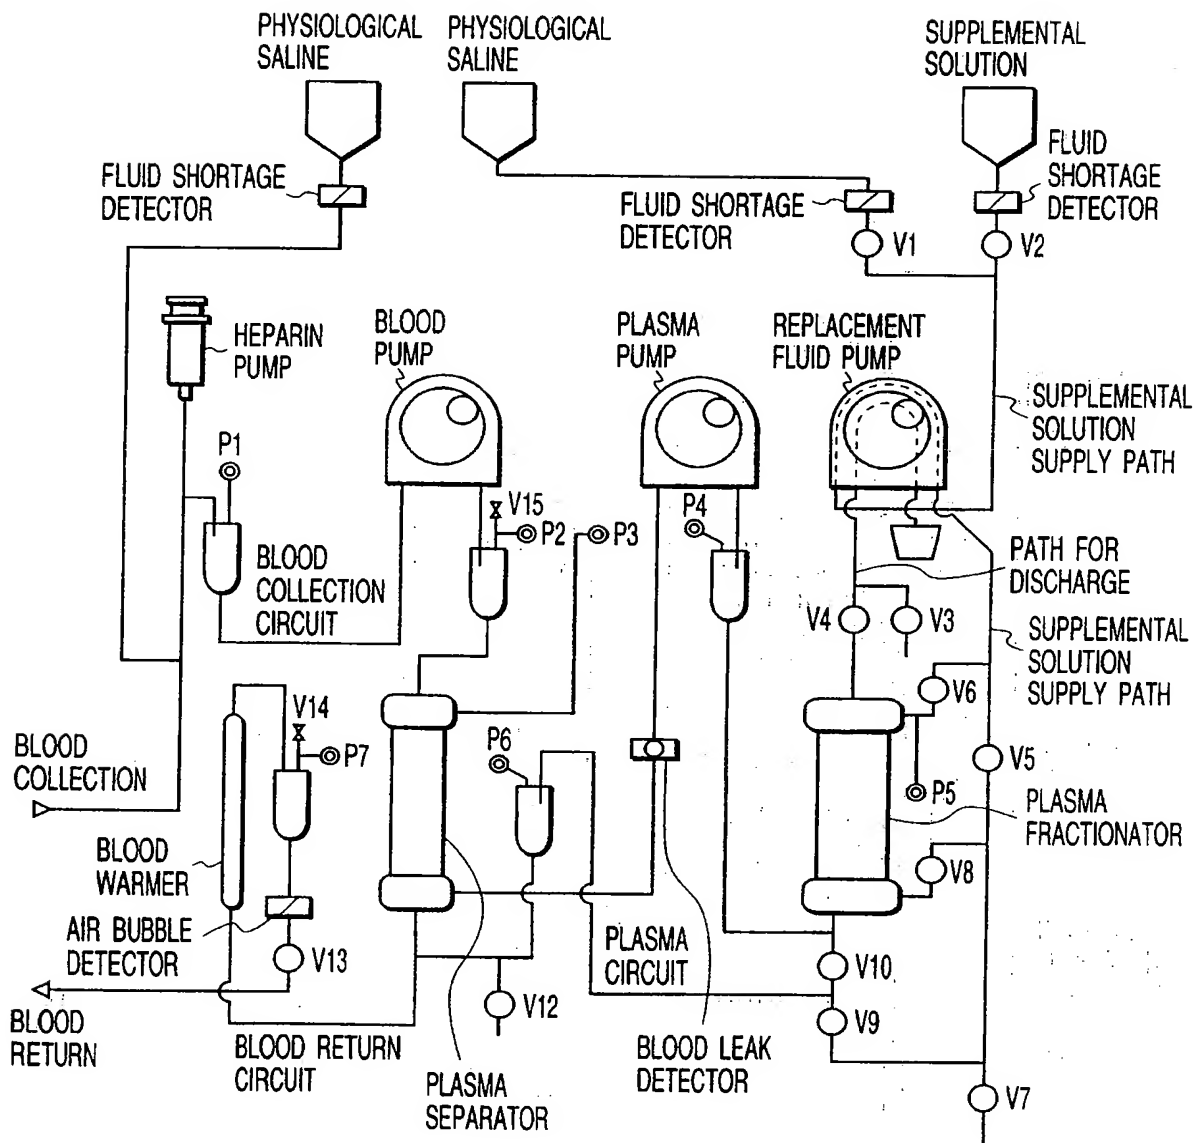 PHYSIOLOGICAL
SALINE
PHYSIOLOGICAL
SALINE
SUPPLEMENTAL
SOLUTION
FLUID SHORTAGE
DETECTOR
FLUID SHORTAGE
DETECTOR
FLUID
SHORTAGE
DETECTOR
V1
V2
HEPARIN
PUMP
BLOOD
PUMP
PLASMA
PUMP
REPLACEMENT
FLUID PUMP
SUPPLEMENTAL
SOLUTION
SUPPLY PATH
P1
V15
P2
P3
P4
BLOOD
COLLECTION
CIRCUIT
PATH FOR
DISCHARGE
V4
V3
SUPPLEMENTAL
SOLUTION
SUPPLY PATH
V6
V14
P7
P6
BLOOD
COLLECTION
V5
P5
PLASMA
FRACTIONATOR
BLOOD
WARMER
V8
AIR BUBBLE
DETECTOR
V13
PLASMA
CIRCUIT
V10
V12
V9
BLOOD
RETURN
BLOOD RETURN
CIRCUIT
PLASMA
SEPARATOR
BLOOD LEAK
DETECTOR
V7